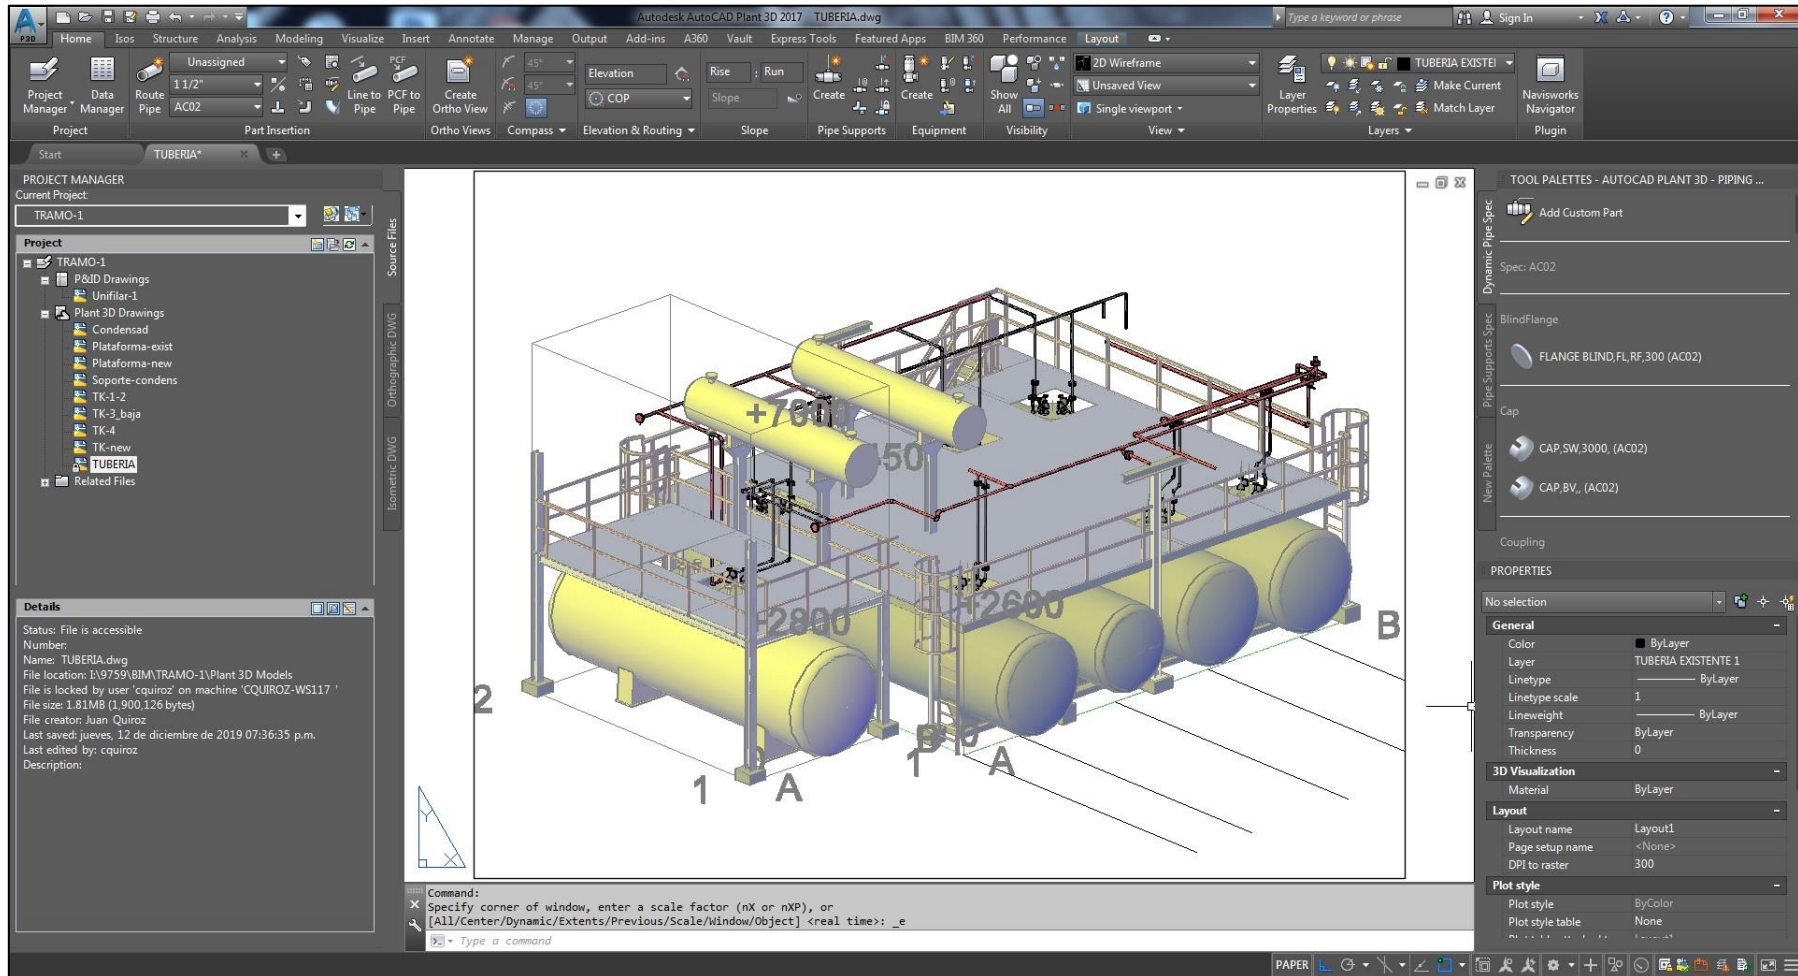 Autodesk AutoCAD Plant 3D 2017 TUBERIA.dwg
Type a keyword or phrase
Sign In
P3D
Home Isos Structure Analysis Modeling Visualize Insert Annotate Manage Output Add-ins A360 Vault Express Tools Featured Apps BIM 360 Performance Layout
Project Manager
Data Manager
Route Pipe
Unassigned
1 1/2"
AC02
Line to Pipe
PCF
PCF to Pipe
Create Ortho View
45°
45°
Elevation
COP
Rise : Run
Slope
Create
Create
Show All
2D Wireframe
Unsaved View
Single viewport
Layer Properties
TUBERIA EXISTEI
Make Current
Match Layer
Navisworks Navigator
Project Part Insertion Ortho Views Compass Elevation & Routing Slope Pipe Supports Equipment Visibility View Layers Plugin
Start TUBERIA*
PROJECT MANAGER
Current Project:
TRAMO-1
Project
TRAMO-1
P&ID Drawings
Unifilar-1
Plant 3D Drawings
Condensad
Plataforma-exist
Plataforma-new
Soporte-condens
TK-1-2
TK-3_baja
TK-4
TK-new
TUBERIA
Related Files
Source Files
Orthographic DWG
Isometric DWG
Details
Status: File is accessible
Number:
Name: TUBERIA.dwg
File location: I:\9759\BIM\TRAMO-1\Plant 3D Models
File is locked by user 'cquiroz' on machine 'CQUIROZ-WS117 '
File size: 1.81MB (1,900,126 bytes)
File creator: Juan Quiroz
Last saved: jueves, 12 de diciembre de 2019 07:36:35 p.m.
Last edited by: cquiroz
Description:
+2800
+2600
B
2
B
1
A
1
A
Y
X
Command:
Specify corner of window, enter a scale factor (nX or nXP), or
[All/Center/Dynamic/Extents/Previous/Scale/Window/Object] <real time>: _e
Type a command
TOOL PALETTES - AUTOCAD PLANT 3D - PIPING ...
Dynamic Pipe Spec
Pipe Supports Spec
New Palette
Add Custom Part
Spec: AC02
BlindFlange
FLANGE BLIND,FL,RF,300 (AC02)
Cap
CAP,SW,3000, (AC02)
CAP,BV,, (AC02)
Coupling
PROPERTIES
No selection
General
Color ByLayer
Layer TUBERIA EXISTENTE 1
Linetype ByLayer
Linetype scale 1
Lineweight ByLayer
Transparency ByLayer
Thickness 0
3D Visualization
Material ByLayer
Layout
Layout name Layout1
Page setup name <None>
DPI to raster 300
Plot style
Plot style ByColor
Plot style table None
PAPER